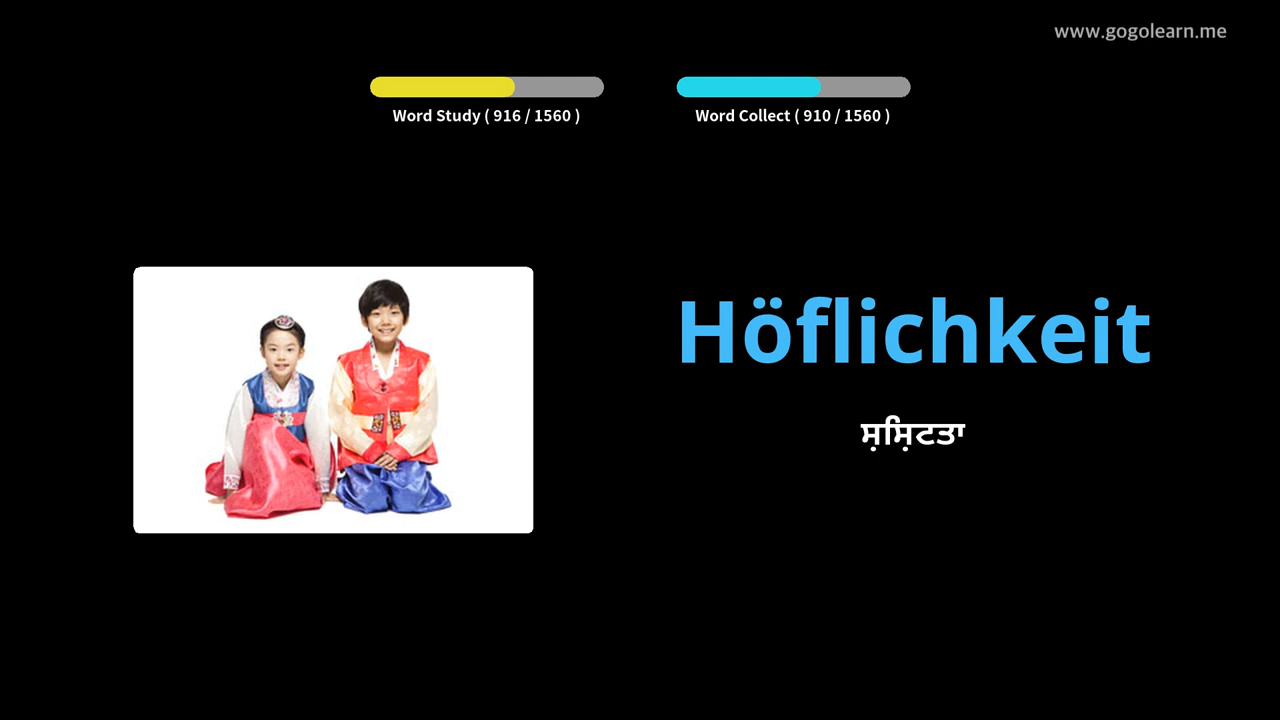 www.gogolearn.me
Word Study ( 916 / 1560 )
Word Collect ( 910 / 1560 )
Höflichkeit
ਸ਼ਸ਼ਿਟਤਾ